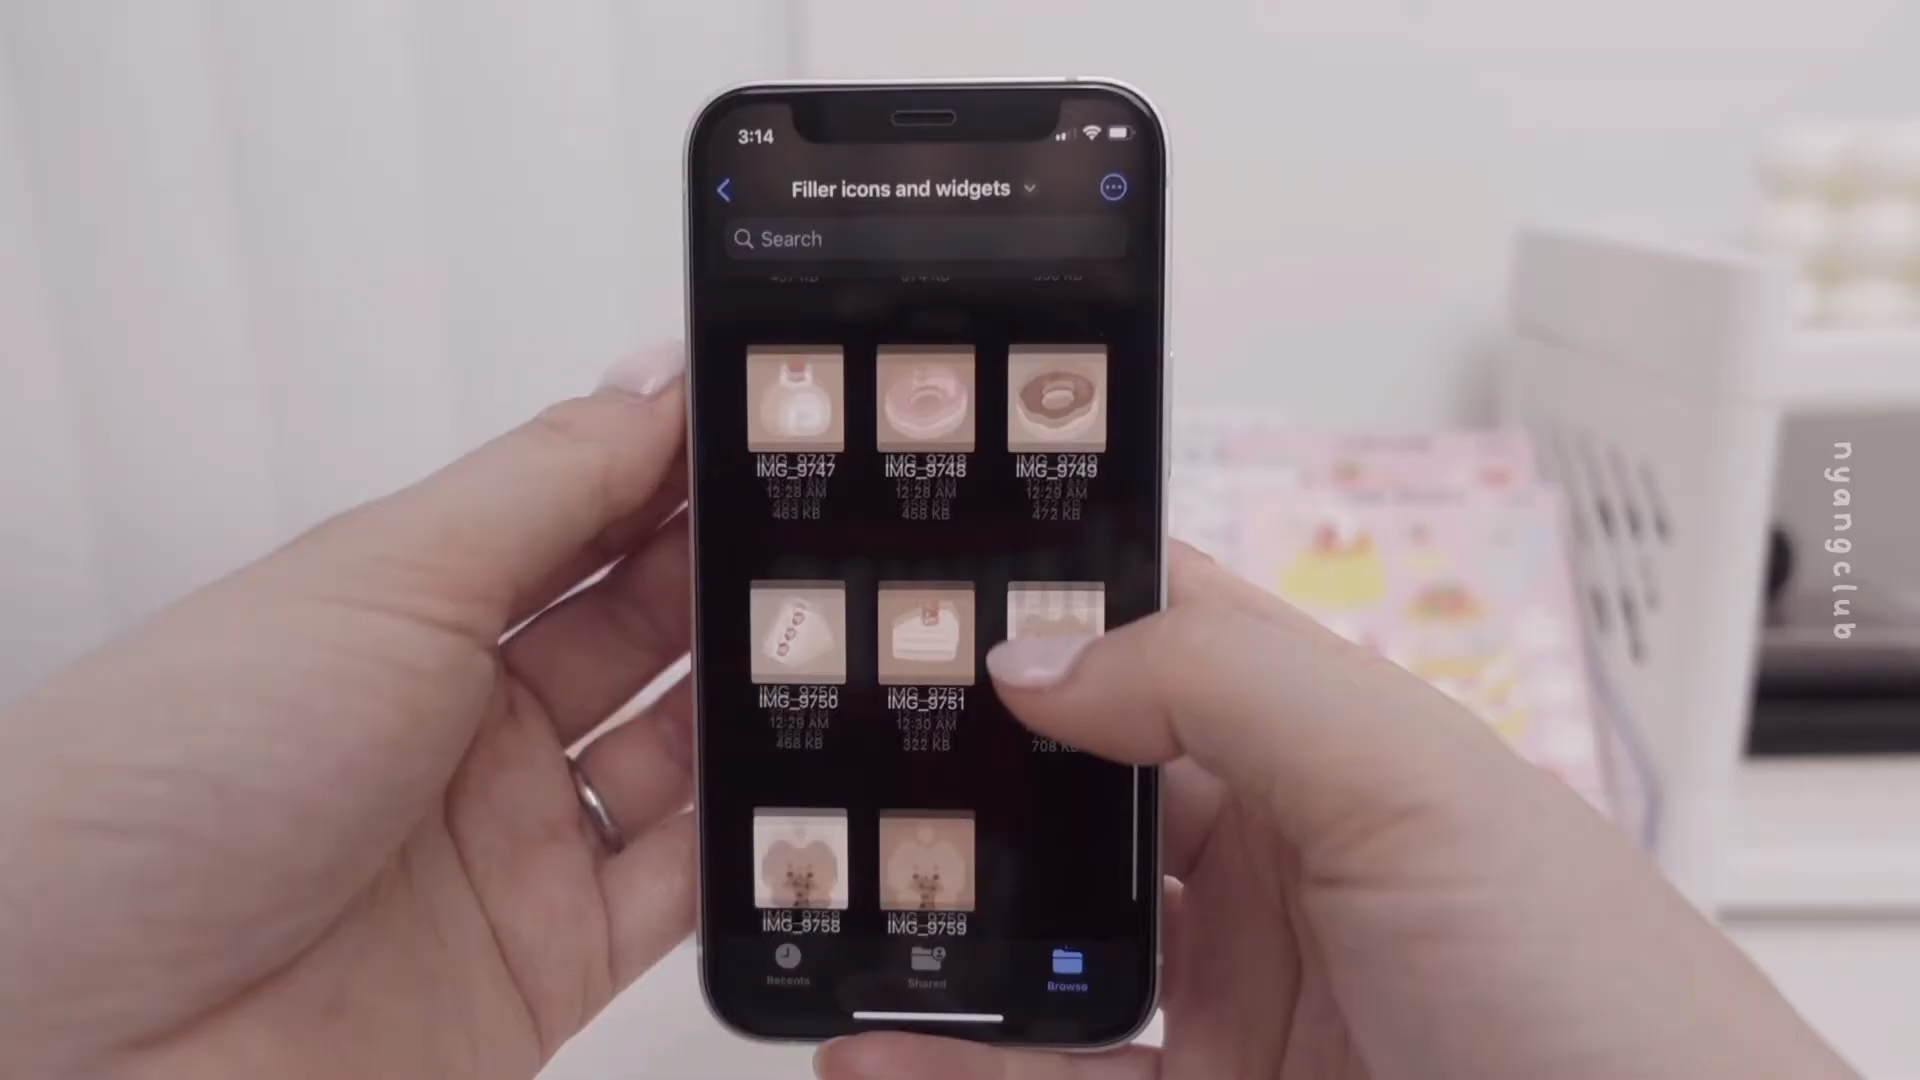 3:14
Filler icons and widgets
Search
IMG_9747 IMG_9748 IMG_9749
12:28 AM 12:28 AM 12:29 AM
463 KB 458 KB 472 KB
IMG_9750 IMG_9751
12:29 AM 12:30 AM
468 KB 322 KB 708 KB
IMG_9758 IMG_9759
Recents Shared Browse
nyangclub